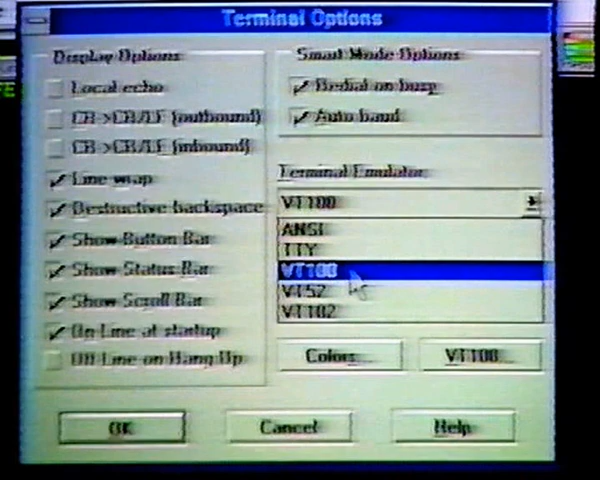 Terminal Options
Display Options
Local echo
CR->CR/LF (outbound)
CR->CR/LF (inbound)
Line wrap
Destructive backspace
Show Button Bar
Show Status Bar
Show Scroll Bar
On Line at startup
Off Line on Hang Up
Smart Mode Options
Redial on busy
Auto baud
Terminal Emulator
VT100
ANSI
TTY
VT100
VT52
VT102
Colors...
VT100...
OK
Cancel
Help